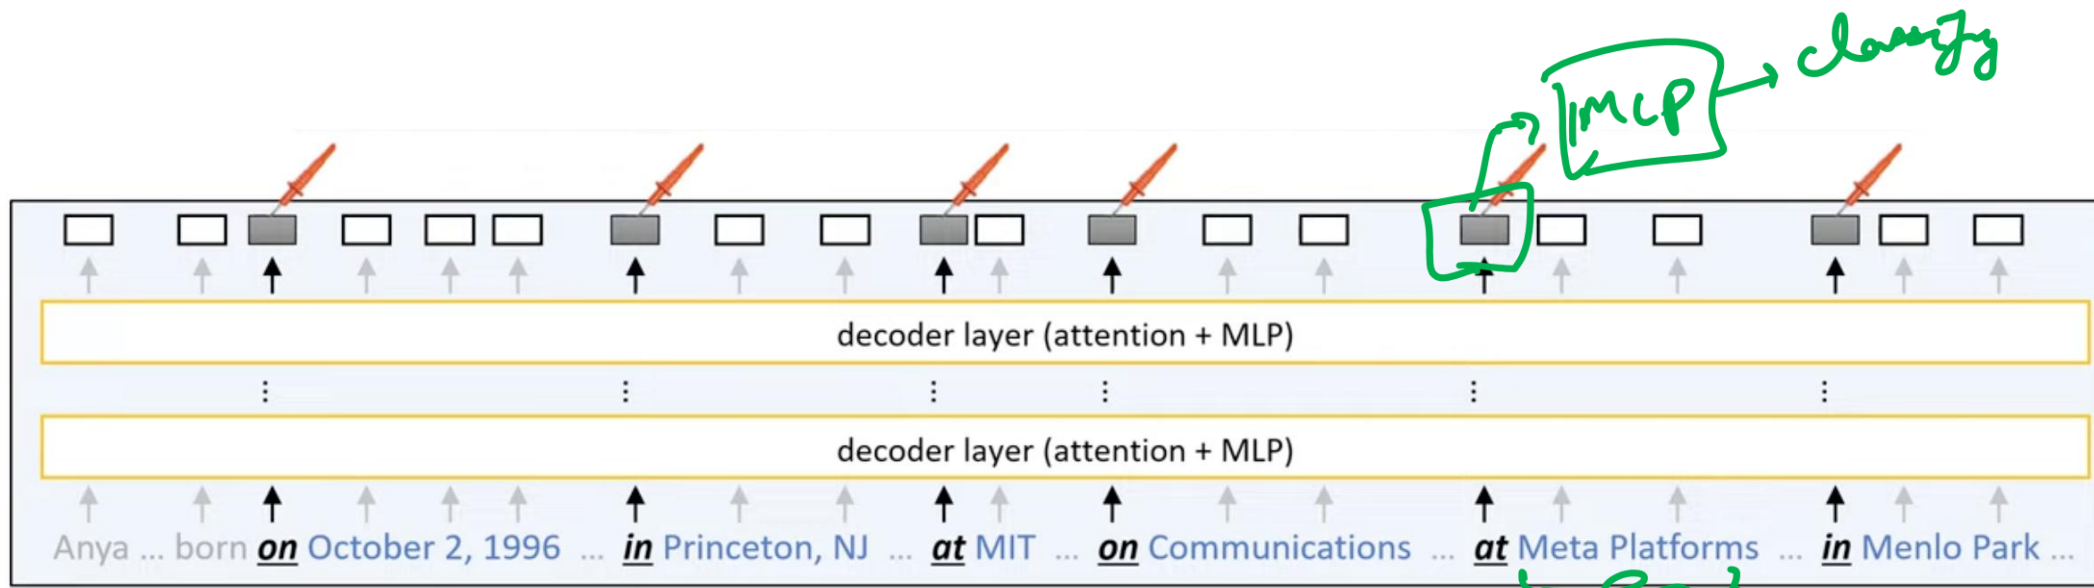 classify
MLP
decoder layer (attention + MLP)
⋮ ⋮ ⋮ ⋮ ⋮ ⋮
decoder layer (attention + MLP)
Anya ... born on October 2, 1996 ... in Princeton, NJ ... at MIT ... on Communications ... at Meta Platforms ... in Menlo Park ...